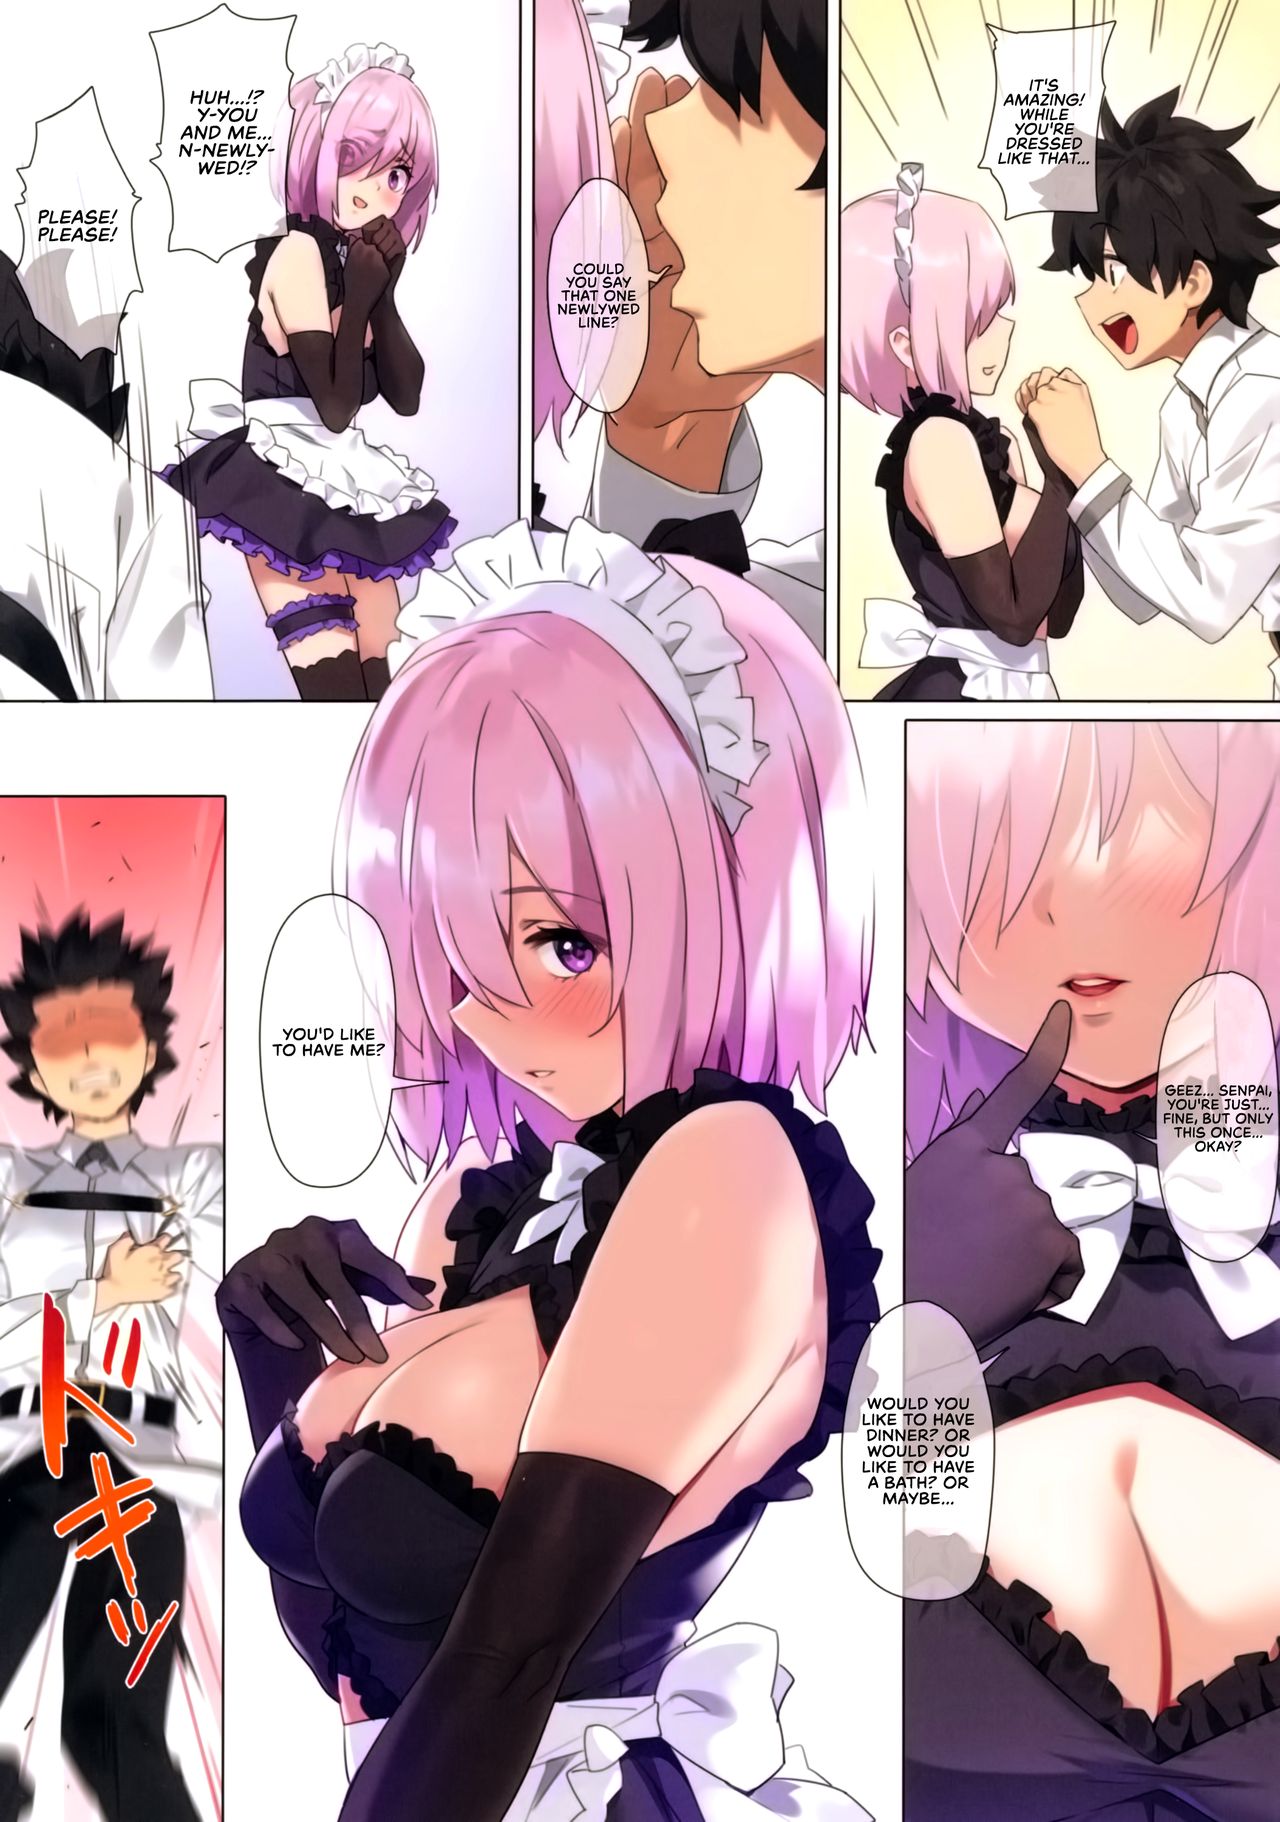 IT'S
AMAZING!
WHILE
YOU'RE
DRESSED
LIKE THAT...
COULD
YOU SAY
THAT ONE
NEWLYWED
LINE?
HUH...!?
Y-YOU
AND ME...
N-NEWLY-
WED!?
PLEASE!
PLEASE!
GEEZ... SENPAI,
YOU'RE JUST...
FINE, BUT ONLY
THIS ONCE...
OKAY?
WOULD YOU
LIKE TO HAVE
DINNER? OR
WOULD YOU
LIKE TO HAVE
A BATH? OR
MAYBE...
YOU'D LIKE
TO HAVE ME?
ドキッ